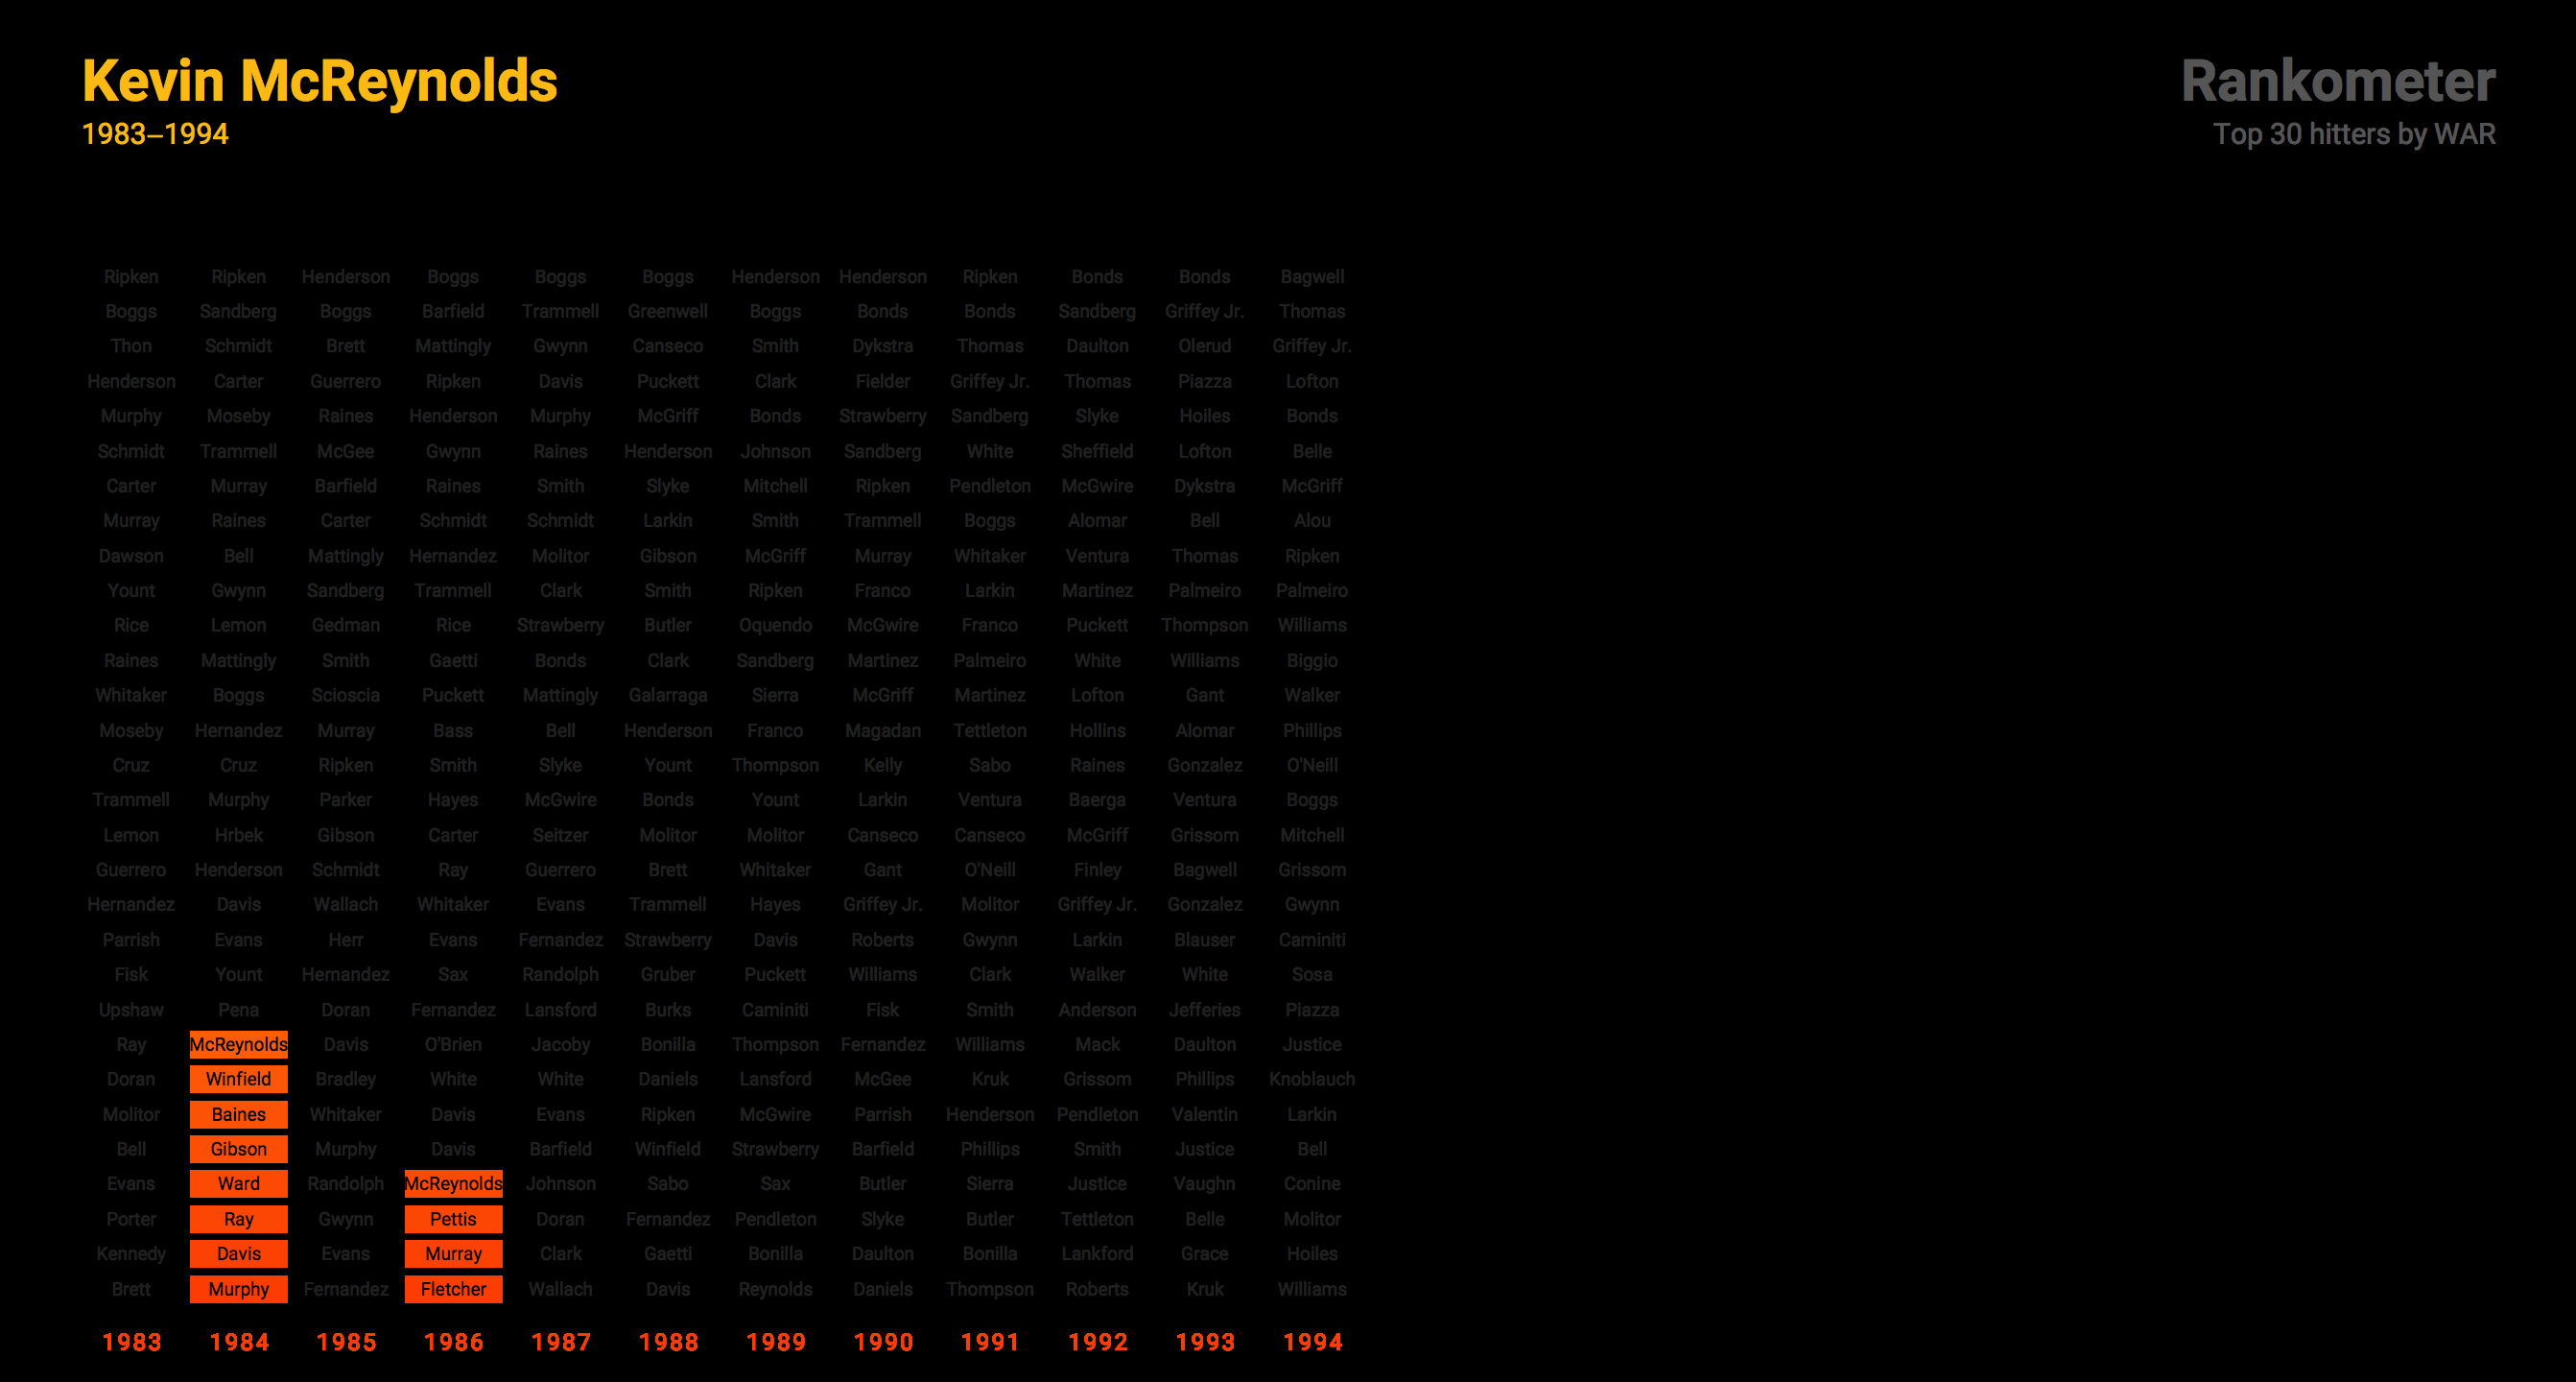 Kevin McReynolds
1983–1994
Rankometer
Top 30 hitters by WAR
Ripken Ripken Henderson Boggs Boggs Boggs Henderson Henderson Ripken Bonds Bonds Bagwell
Boggs Sandberg Boggs Barfield Trammell Greenwell Boggs Bonds Bonds Sandberg Griffey Jr. Thomas
Thon Schmidt Brett Mattingly Gwynn Canseco Smith Dykstra Thomas Daulton Olerud Griffey Jr.
Henderson Carter Guerrero Ripken Davis Puckett Clark Fielder Griffey Jr. Thomas Piazza Lofton
Murphy Moseby Raines Henderson Murphy McGriff Bonds Strawberry Sandberg Slyke Hoiles Bonds
Schmidt Trammell McGee Gwynn Raines Henderson Johnson Sandberg White Sheffield Lofton Belle
Carter Murray Barfield Raines Smith Slyke Mitchell Ripken Pendleton McGwire Dykstra McGriff
Murray Raines Carter Schmidt Schmidt Larkin Smith Trammell Boggs Alomar Bell Alou
Dawson Bell Mattingly Hernandez Molitor Gibson McGriff Murray Whitaker Ventura Thomas Ripken
Yount Gwynn Sandberg Trammell Clark Smith Ripken Franco Larkin Martinez Palmeiro Palmeiro
Rice Lemon Gedman Rice Strawberry Butler Oquendo McGwire Franco Puckett Thompson Williams
Raines Mattingly Smith Gaetti Bonds Clark Sandberg Martinez Palmeiro White Williams Biggio
Whitaker Boggs Scioscia Puckett Mattingly Galarraga Sierra McGriff Martinez Lofton Gant Walker
Moseby Hernandez Murray Bass Bell Henderson Franco Magadan Tettleton Hollins Alomar Phillips
Cruz Cruz Ripken Smith Slyke Yount Thompson Kelly Sabo Raines Gonzalez O'Neill
Trammell Murphy Parker Hayes McGwire Bonds Yount Larkin Ventura Baerga Ventura Boggs
Lemon Hrbek Gibson Carter Seitzer Molitor Molitor Canseco Canseco McGriff Grissom Mitchell
Guerrero Henderson Schmidt Ray Guerrero Brett Whitaker Gant O'Neill Finley Bagwell Grissom
Hernandez Davis Wallach Whitaker Evans Trammell Hayes Griffey Jr. Molitor Griffey Jr. Gonzalez Gwynn
Parrish Evans Herr Evans Fernandez Strawberry Davis Roberts Gwynn Larkin Blauser Caminiti
Fisk Yount Hernandez Sax Randolph Gruber Puckett Williams Clark Walker White Sosa
Upshaw Pena Doran Fernandez Lansford Burks Caminiti Fisk Smith Anderson Jefferies Piazza
Ray McReynolds Davis O'Brien Jacoby Bonilla Thompson Fernandez Williams Mack Daulton Justice
Doran Winfield Bradley White White Daniels Lansford McGee Kruk Grissom Phillips Knoblauch
Molitor Baines Whitaker Davis Evans Ripken McGwire Parrish Henderson Pendleton Valentin Larkin
Bell Gibson Murphy Davis Barfield Winfield Strawberry Barfield Phillips Smith Justice Bell
Evans Ward Randolph McReynolds Johnson Sabo Sax Butler Sierra Justice Vaughn Conine
Porter Ray Gwynn Pettis Doran Fernandez Pendleton Slyke Butler Tettleton Belle Molitor
Kennedy Davis Evans Murray Clark Gaetti Bonilla Daulton Bonilla Lankford Grace Hoiles
Brett Murphy Fernandez Fletcher Wallach Davis Reynolds Daniels Thompson Roberts Kruk Williams
1983 1984 1985 1986 1987 1988 1989 1990 1991 1992 1993 1994